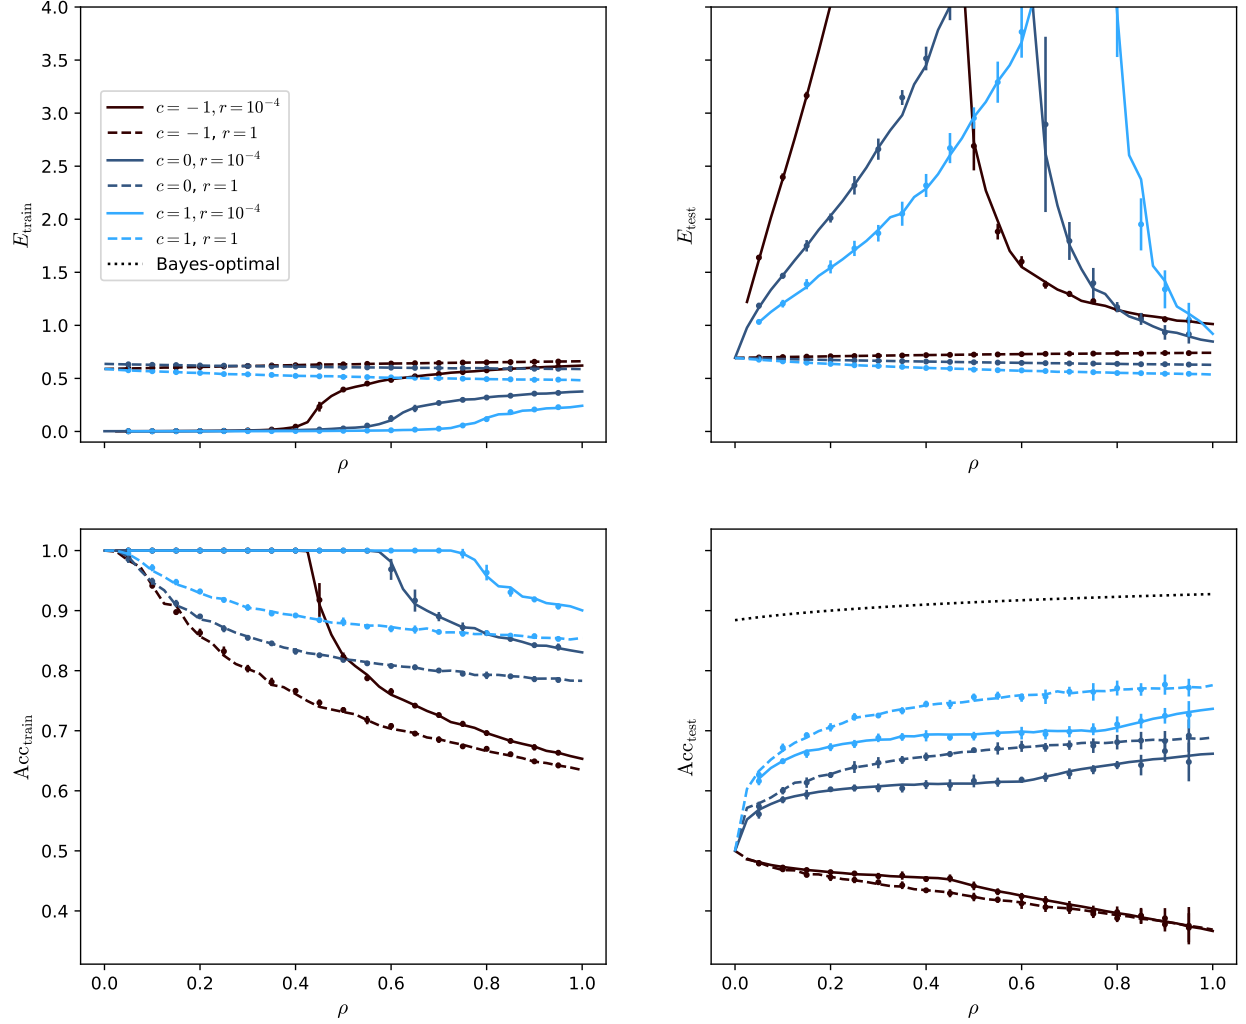 4.0
3.5
3.0
2.5
2.0
1.5
1.0
0.5
0.0
E_train
c = −1, r = 10⁻⁴
c = −1, r = 1
c = 0, r = 10⁻⁴
c = 0, r = 1
c = 1, r = 10⁻⁴
c = 1, r = 1
Bayes-optimal
ρ
E_test
ρ
1.0
0.9
0.8
0.7
0.6
0.5
0.4
Acc_train
0.0 0.2 0.4 0.6 0.8 1.0
ρ
Acc_test
0.0 0.2 0.4 0.6 0.8 1.0
ρ